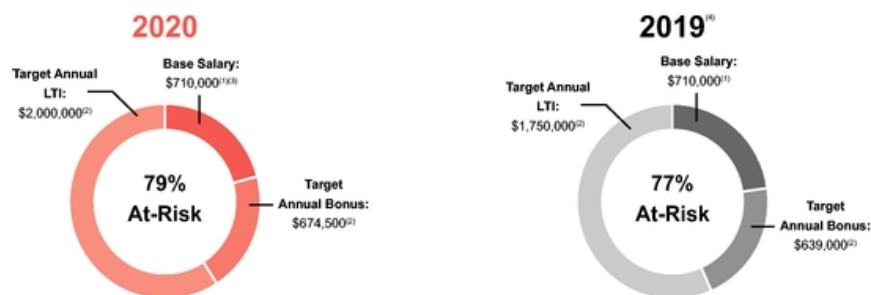 2020
Target Annual
LTI:
$2,000,000(2)
Base Salary:
$710,000(1)(3)
79%
At-Risk
Target
Annual Bonus:
$674,500(2)
2019(4)
Target Annual
LTI:
$1,750,000(2)
Base Salary:
$710,000(1)
77%
At-Risk
Target
Annual Bonus:
$639,000(2)